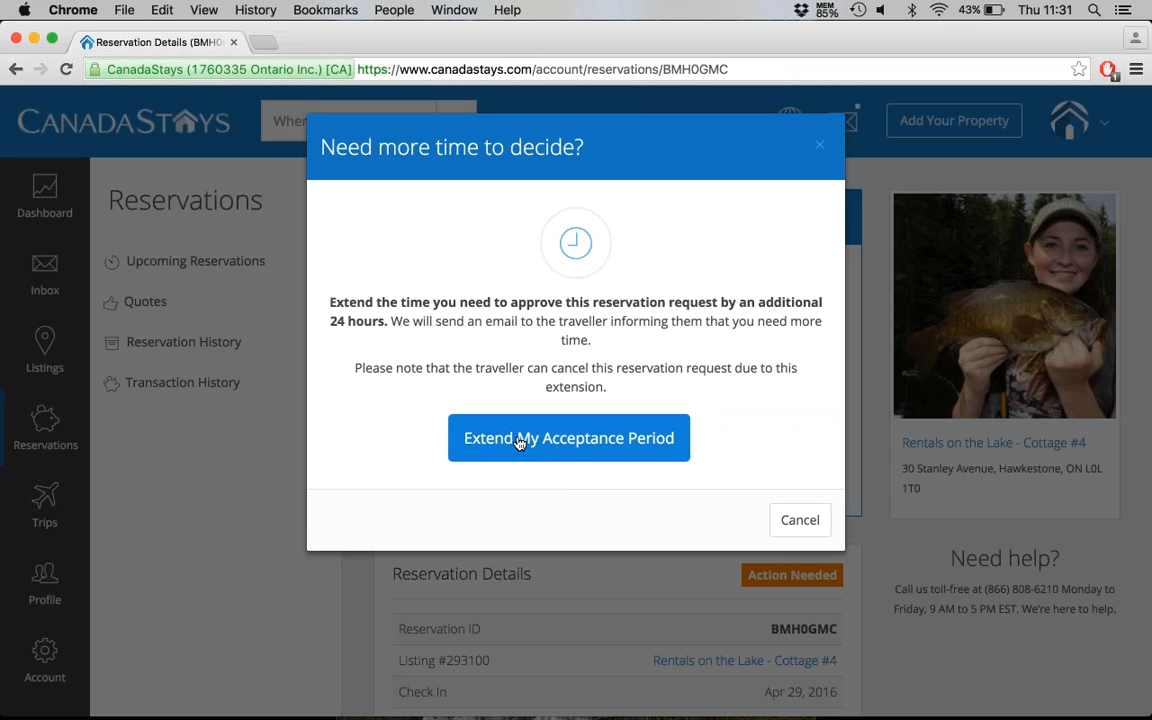 Chrome File Edit View History Bookmarks People Window Help MEM 85% 43% Thu 11:31
Reservation Details (BMH0
CanadaStays (1760335 Ontario Inc.) [CA] https://www.canadastays.com/account/reservations/BMH0GMC
1
CANADASTAYS Wher Add Your Property
Need more time to decide? ×
Dashboard
Inbox
Listings
Reservations
Trips
Profile
Account
Reservations
Upcoming Reservations
Quotes
Reservation History
Transaction History
Extend the time you need to approve this reservation request by an additional
24 hours. We will send an email to the traveller informing them that you need more
time.
Please note that the traveller can cancel this reservation request due to this
extension.
Extend My Acceptance Period
Cancel
Reservation Details Action Needed
Reservation ID BMH0GMC
Listing #293100 Rentals on the Lake - Cottage #4
Check In Apr 29, 2016
Rentals on the Lake - Cottage #4
30 Stanley Avenue, Hawkestone, ON L0L
1T0
Need help?
Call us toll-free at (866) 808-6210 Monday to
Friday, 9 AM to 5 PM EST. We're here to help.